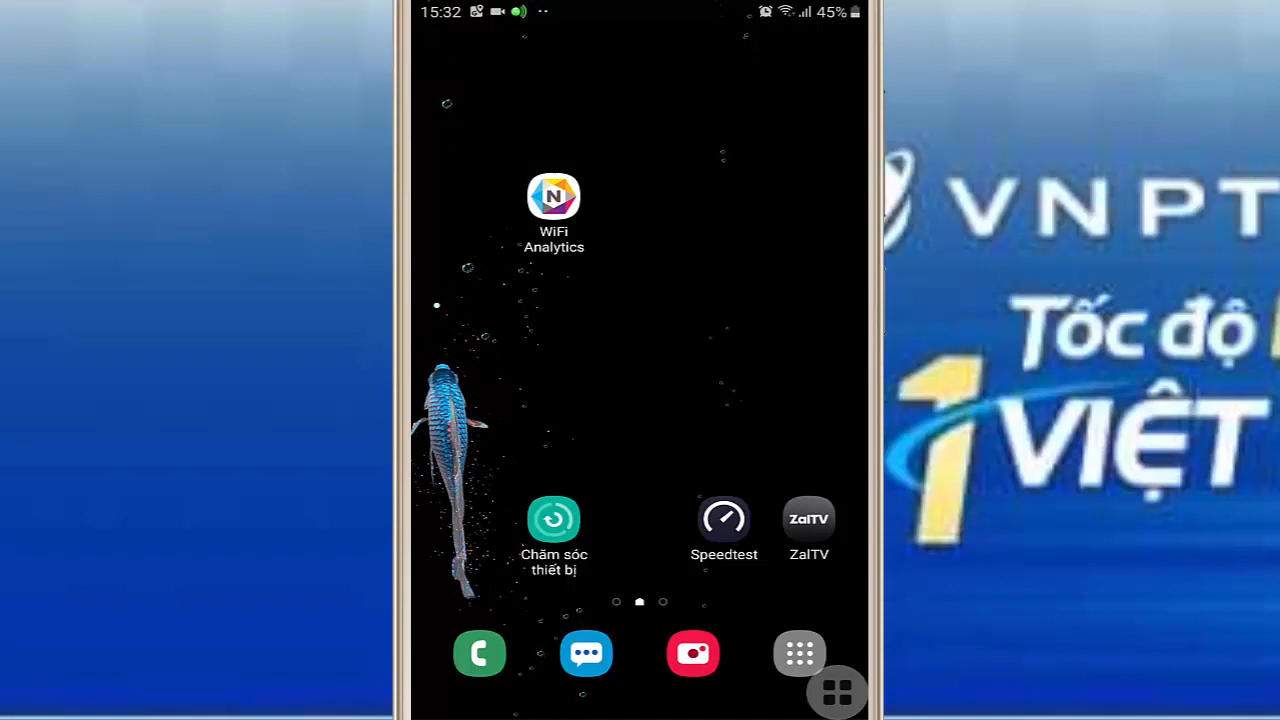 15:32
45%
N
WiFi
Analytics
VNPT
Tốc độ
1 VIỆT
ZalTV
Chăm sóc
thiết bị
Speedtest
ZalTV